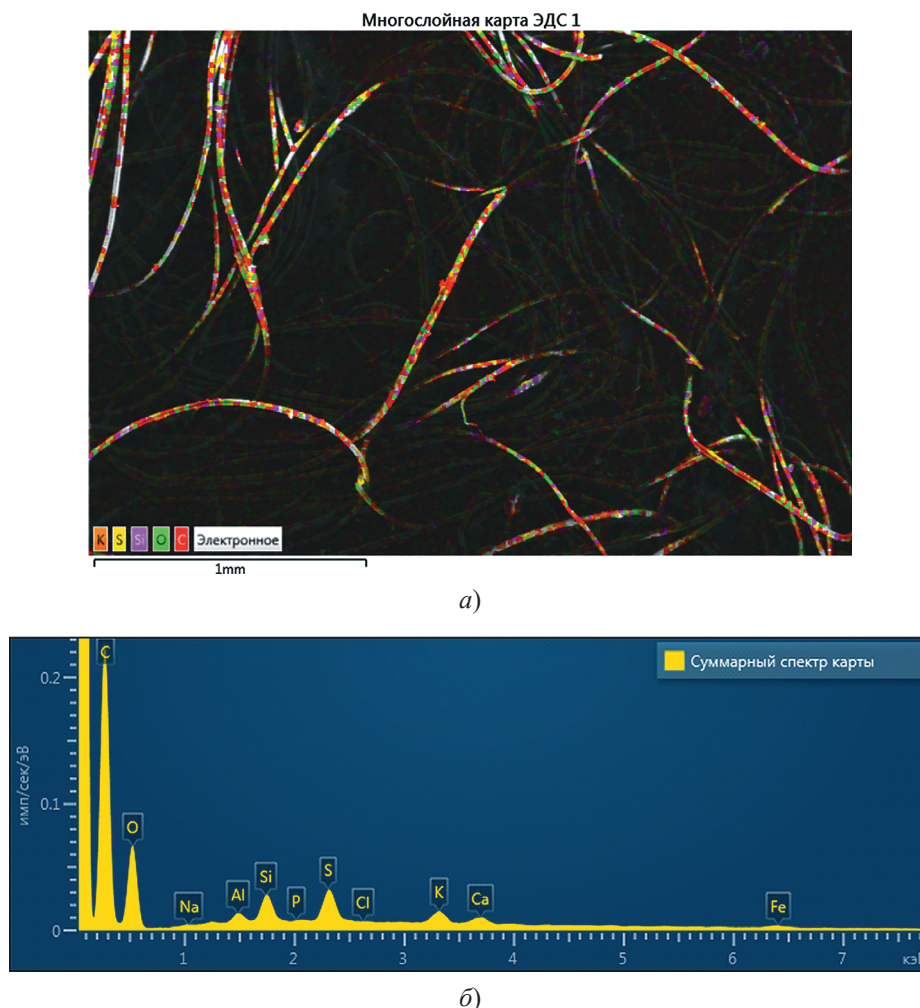 Многослойная карта ЭДС 1
K S Si O C Электронное
1mm
а)
C
Суммарный спектр карты
0.2
имп/сек/эВ
0.1
O
Na Al Si P S Cl K Ca Fe
0
1 2 3 4 5 6 7 кэ
б)